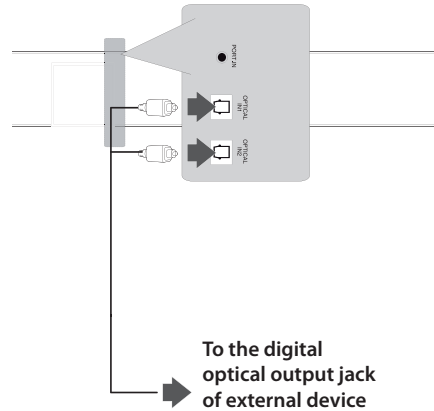 PORT.IN
OPTICAL
IN1
OPTICAL
IN2
To the digital
optical output jack
of external device